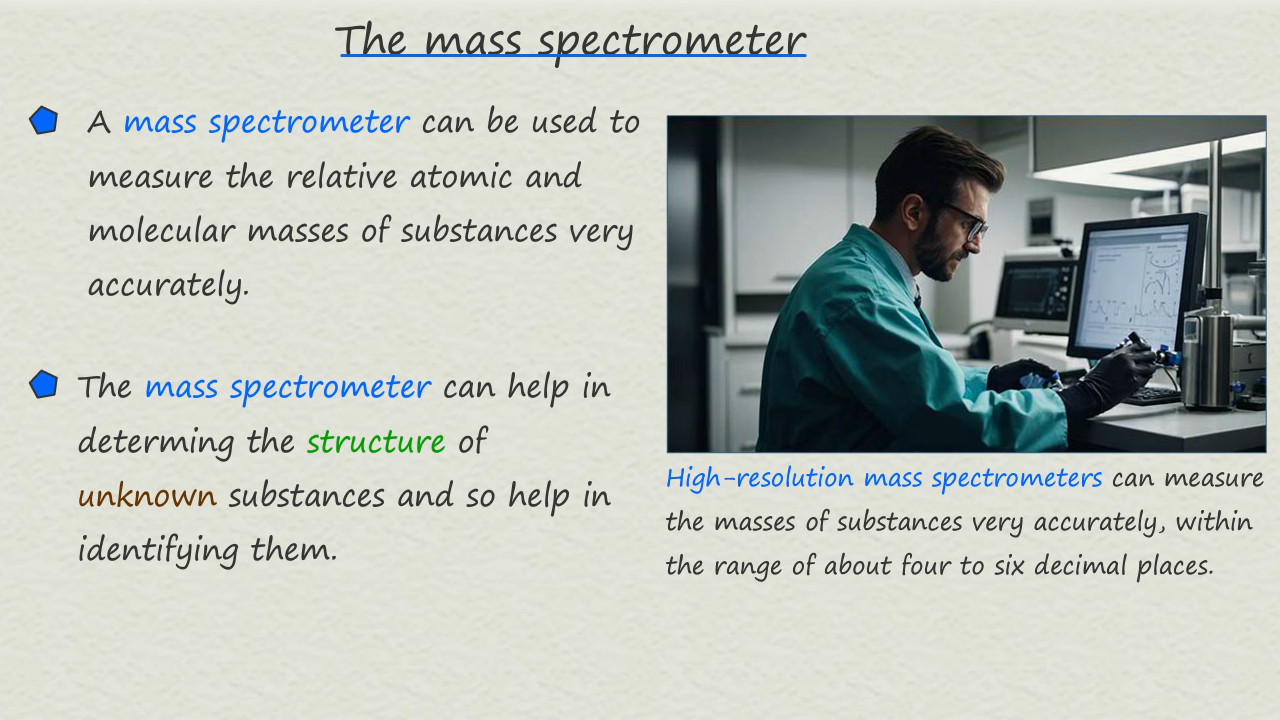 The mass spectrometer
A mass spectrometer can be used to
measure the relative atomic and
molecular masses of substances very
accurately.
The mass spectrometer can help in
determing the structure of
unknown substances and so help in
identifying them.
High-resolution mass spectrometers can measure
the masses of substances very accurately, within
the range of about four to six decimal places.